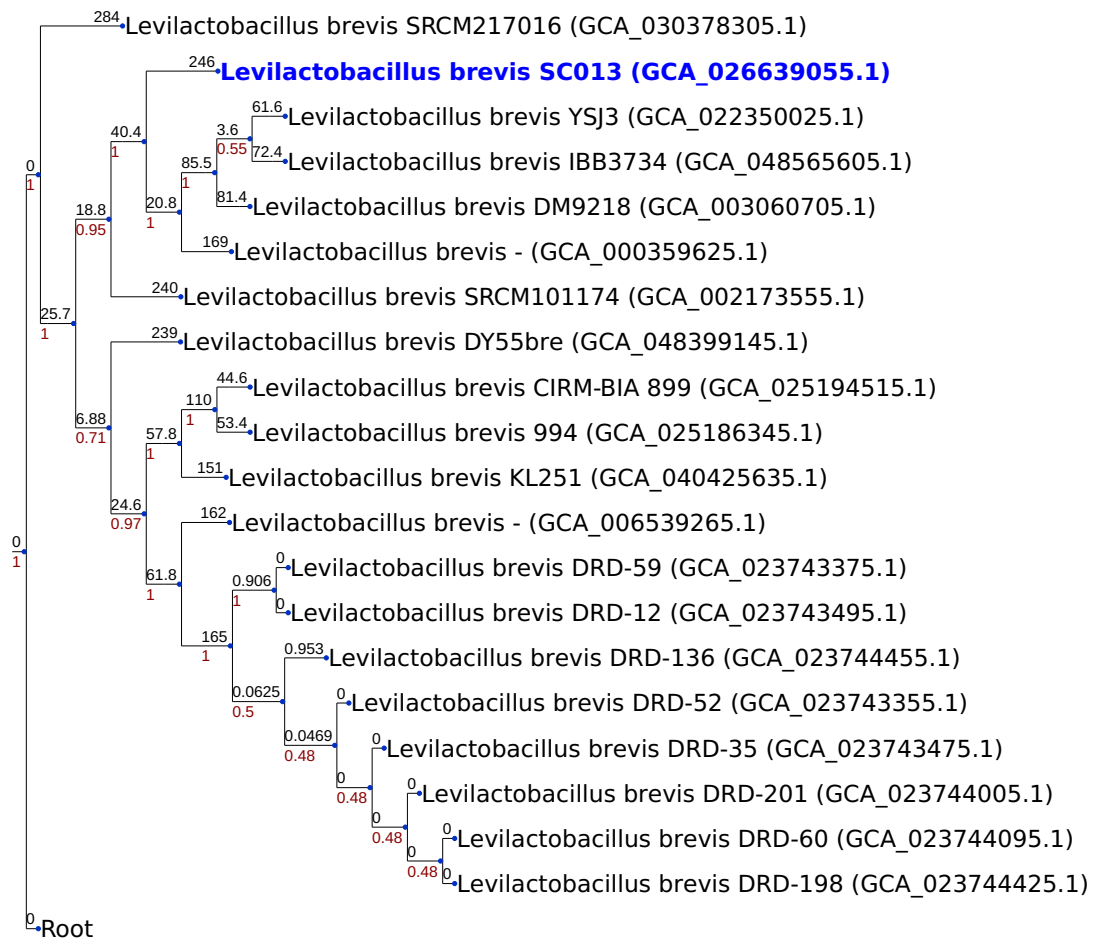 284 Levilactobacillus brevis SRCM217016 (GCA_030378305.1)
246 Levilactobacillus brevis SC013 (GCA_026639055.1)
61.6 Levilactobacillus brevis YSJ3 (GCA_022350025.1)
40.4 3.6
1 0.55
72.4 Levilactobacillus brevis IBB3734 (GCA_048565605.1)
0 85.5
1 1
18.8 20.8 81.4 Levilactobacillus brevis DM9218 (GCA_003060705.1)
0.95 1
169 Levilactobacillus brevis - (GCA_000359625.1)
240 Levilactobacillus brevis SRCM101174 (GCA_002173555.1)
25.7
1
239 Levilactobacillus brevis DY55bre (GCA_048399145.1)
44.6 Levilactobacillus brevis CIRM-BIA 899 (GCA_025194515.1)
110
1
6.88 57.8 53.4 Levilactobacillus brevis 994 (GCA_025186345.1)
0.71 1
151 Levilactobacillus brevis KL251 (GCA_040425635.1)
24.6
0.97
162 Levilactobacillus brevis - (GCA_006539265.1)
0
1
0 Levilactobacillus brevis DRD-59 (GCA_023743375.1)
61.8 0.906
1 1
0 Levilactobacillus brevis DRD-12 (GCA_023743495.1)
165
1
0.953 Levilactobacillus brevis DRD-136 (GCA_023744455.1)
0.0625
0.5
0 Levilactobacillus brevis DRD-52 (GCA_023743355.1)
0.0469
0.48
0 Levilactobacillus brevis DRD-35 (GCA_023743475.1)
0
0.48
0 Levilactobacillus brevis DRD-201 (GCA_023744005.1)
0
0.48
0 Levilactobacillus brevis DRD-60 (GCA_023744095.1)
0
0.48
0 Levilactobacillus brevis DRD-198 (GCA_023744425.1)
0 Root